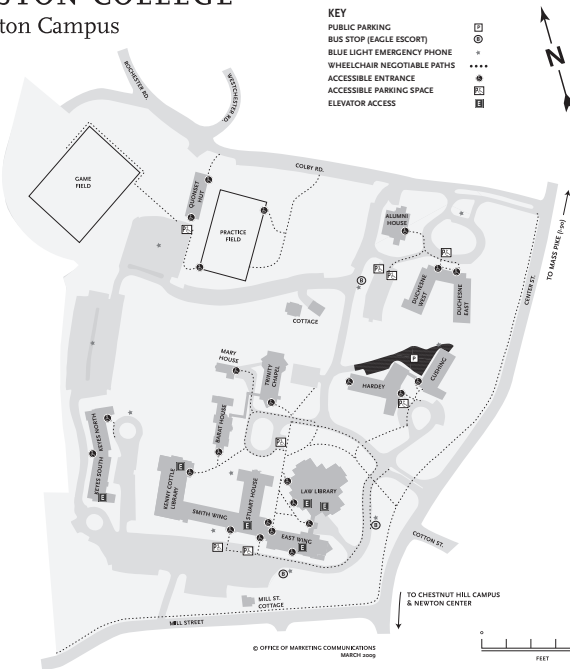 STON COLLEGE
ton Campus
KEY
PUBLIC PARKING P
BUS STOP (EAGLE ESCORT) B
BLUE LIGHT EMERGENCY PHONE *
WHEELCHAIR NEGOTIABLE PATHS
ACCESSIBLE ENTRANCE
ACCESSIBLE PARKING SPACE P
ELEVATOR ACCESS E
N
ROCHESTER RD.
WESTCHESTER RD.
COLBY RD.
GAME
FIELD
QUONSET
HUT
PRACTICE
FIELD
ALUMNI
HOUSE
TO MASS PIKE (I-90)
CENTER ST.
DUCHESNE
WEST
DUCHESNE
EAST
B
COTTAGE
MARY
HOUSE
TRINITY
CHAPEL
P
HARDEY
CUSHING
BARAT HOUSE
KEYES NORTH
KEYES SOUTH
E
KENNY COTTLE
LIBRARY
E
STUART HOUSE
E
LAW LIBRARY
E
E
SMITH WING
EAST WING
E
B
COTTON ST.
B
MILL ST.
COTTAGE
MILL STREET
TO CHESTNUT HILL CAMPUS
& NEWTON CENTER
© OFFICE OF MARKETING COMMUNICATIONS
MARCH 2009
0
FEET